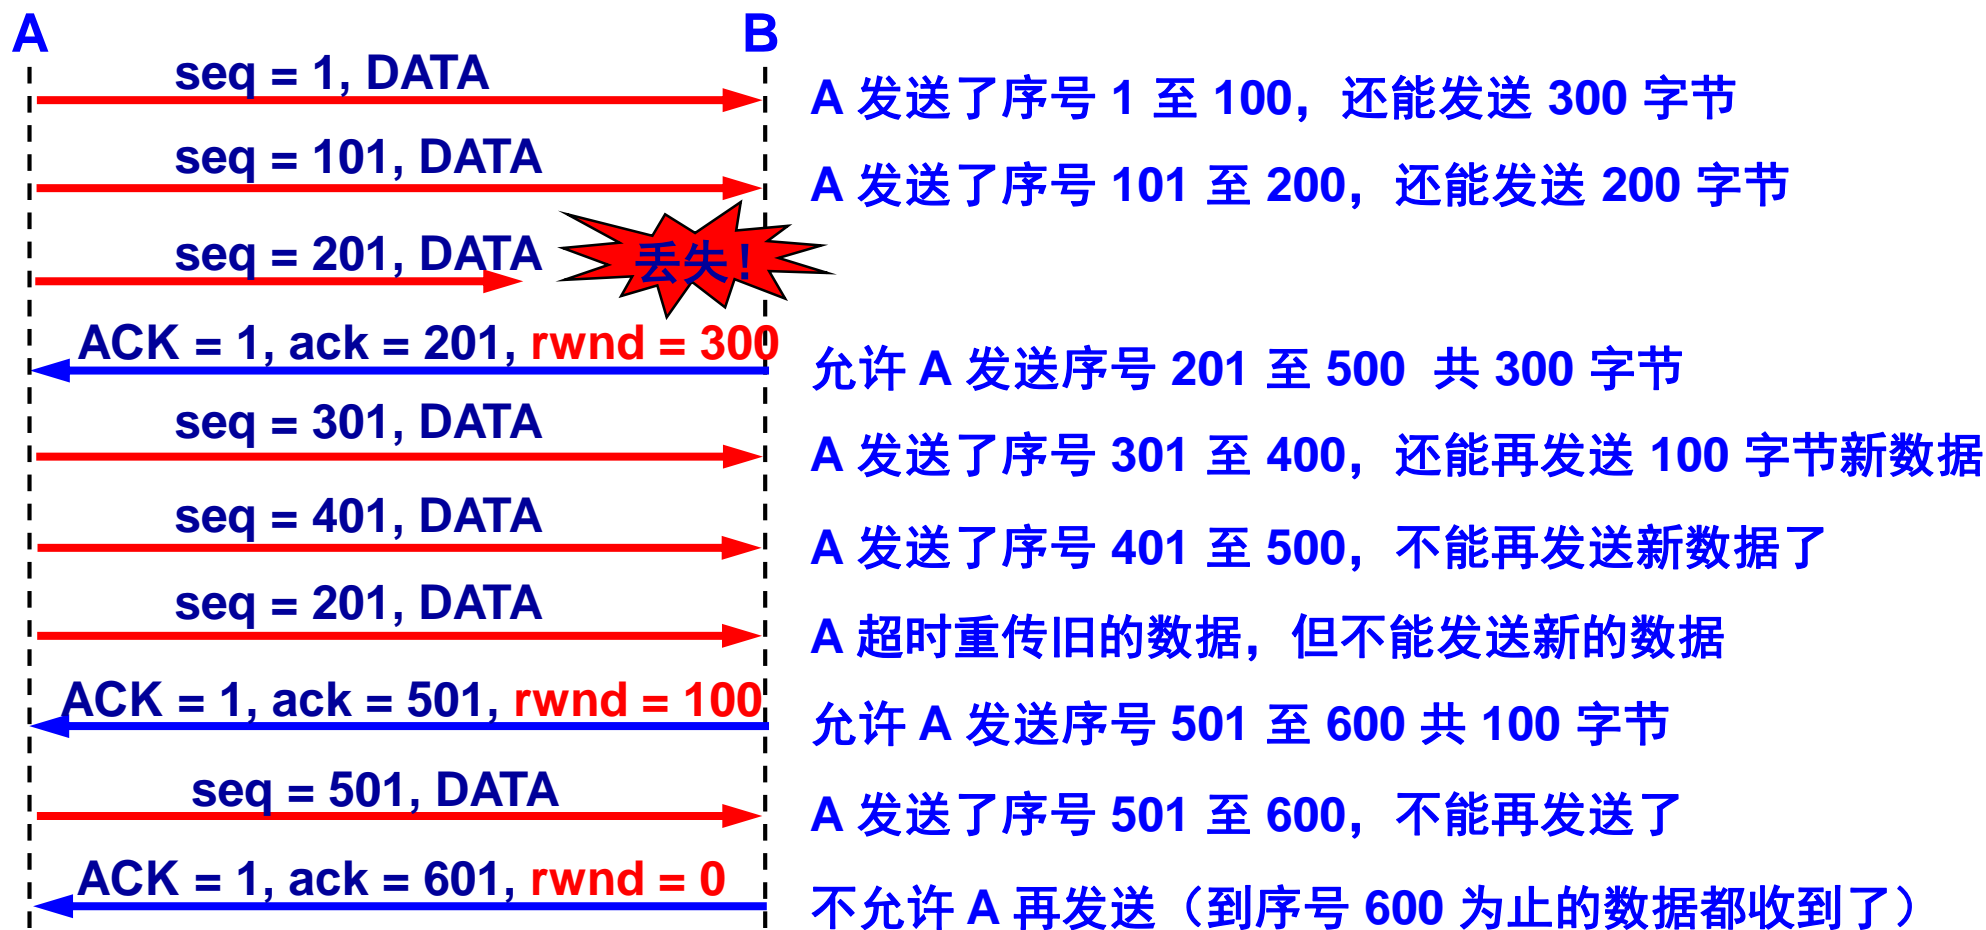 A B
seq = 1, DATA
A 发送了序号 1 至 100，还能发送 300 字节
seq = 101, DATA
A 发送了序号 101 至 200，还能发送 200 字节
seq = 201, DATA
丢失！
ACK = 1, ack = 201, rwnd = 300
允许 A 发送序号 201 至 500 共 300 字节
seq = 301, DATA
A 发送了序号 301 至 400，还能再发送 100 字节新数据
seq = 401, DATA
A 发送了序号 401 至 500，不能再发送新数据了
seq = 201, DATA
A 超时重传旧的数据，但不能发送新的数据
ACK = 1, ack = 501, rwnd = 100
允许 A 发送序号 501 至 600 共 100 字节
seq = 501, DATA
A 发送了序号 501 至 600，不能再发送了
ACK = 1, ack = 601, rwnd = 0
不允许 A 再发送（到序号 600 为止的数据都收到了）